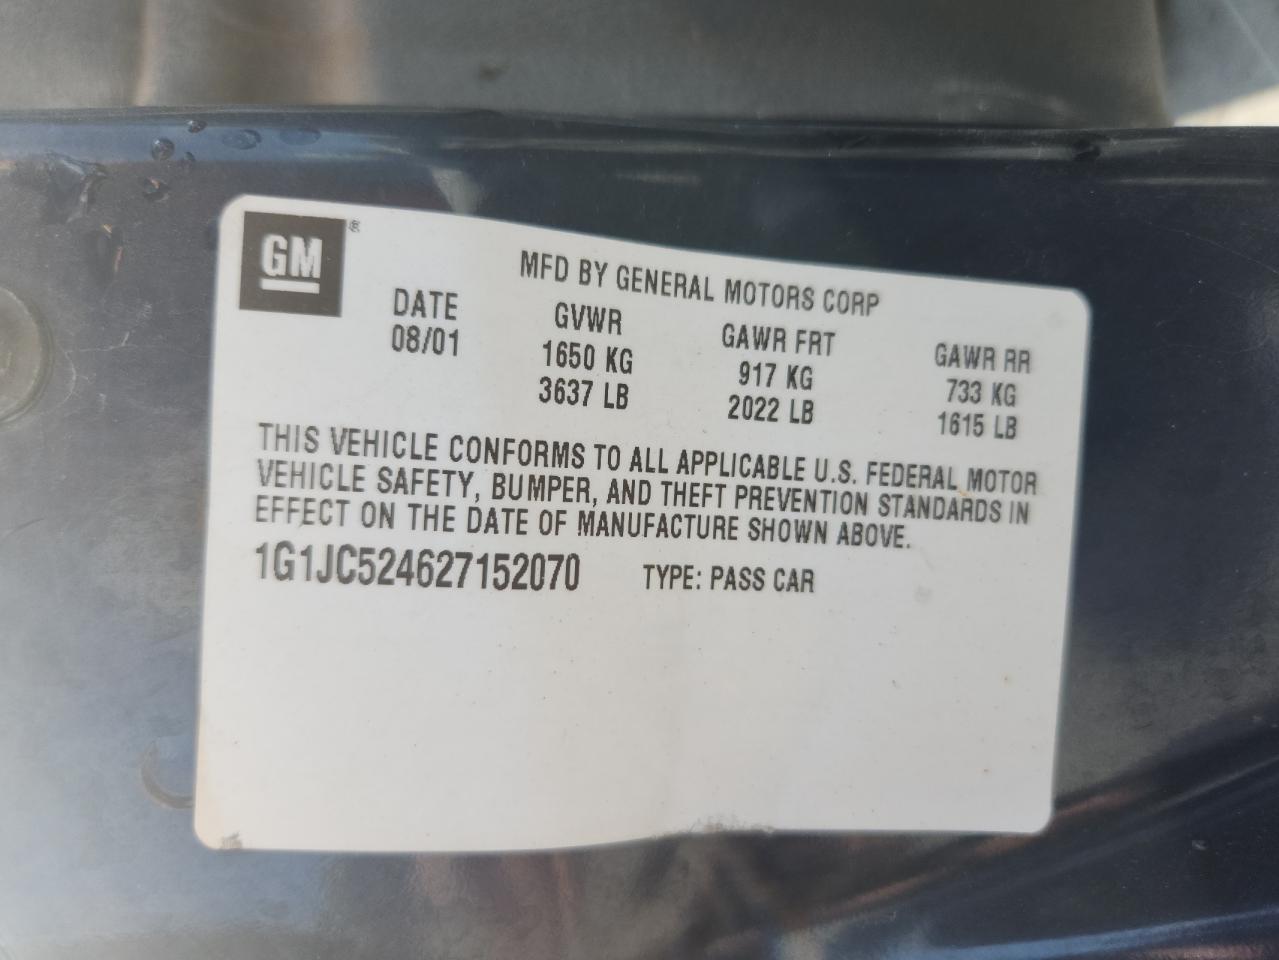 GM®
MFD BY GENERAL MOTORS CORP
DATE GVWR GAWR FRT GAWR RR
08/01 1650 KG 917 KG 733 KG
3637 LB 2022 LB 1615 LB
THIS VEHICLE CONFORMS TO ALL APPLICABLE U.S. FEDERAL MOTOR
VEHICLE SAFETY, BUMPER, AND THEFT PREVENTION STANDARDS IN
EFFECT ON THE DATE OF MANUFACTURE SHOWN ABOVE.
1G1JC524627152070 TYPE: PASS CAR